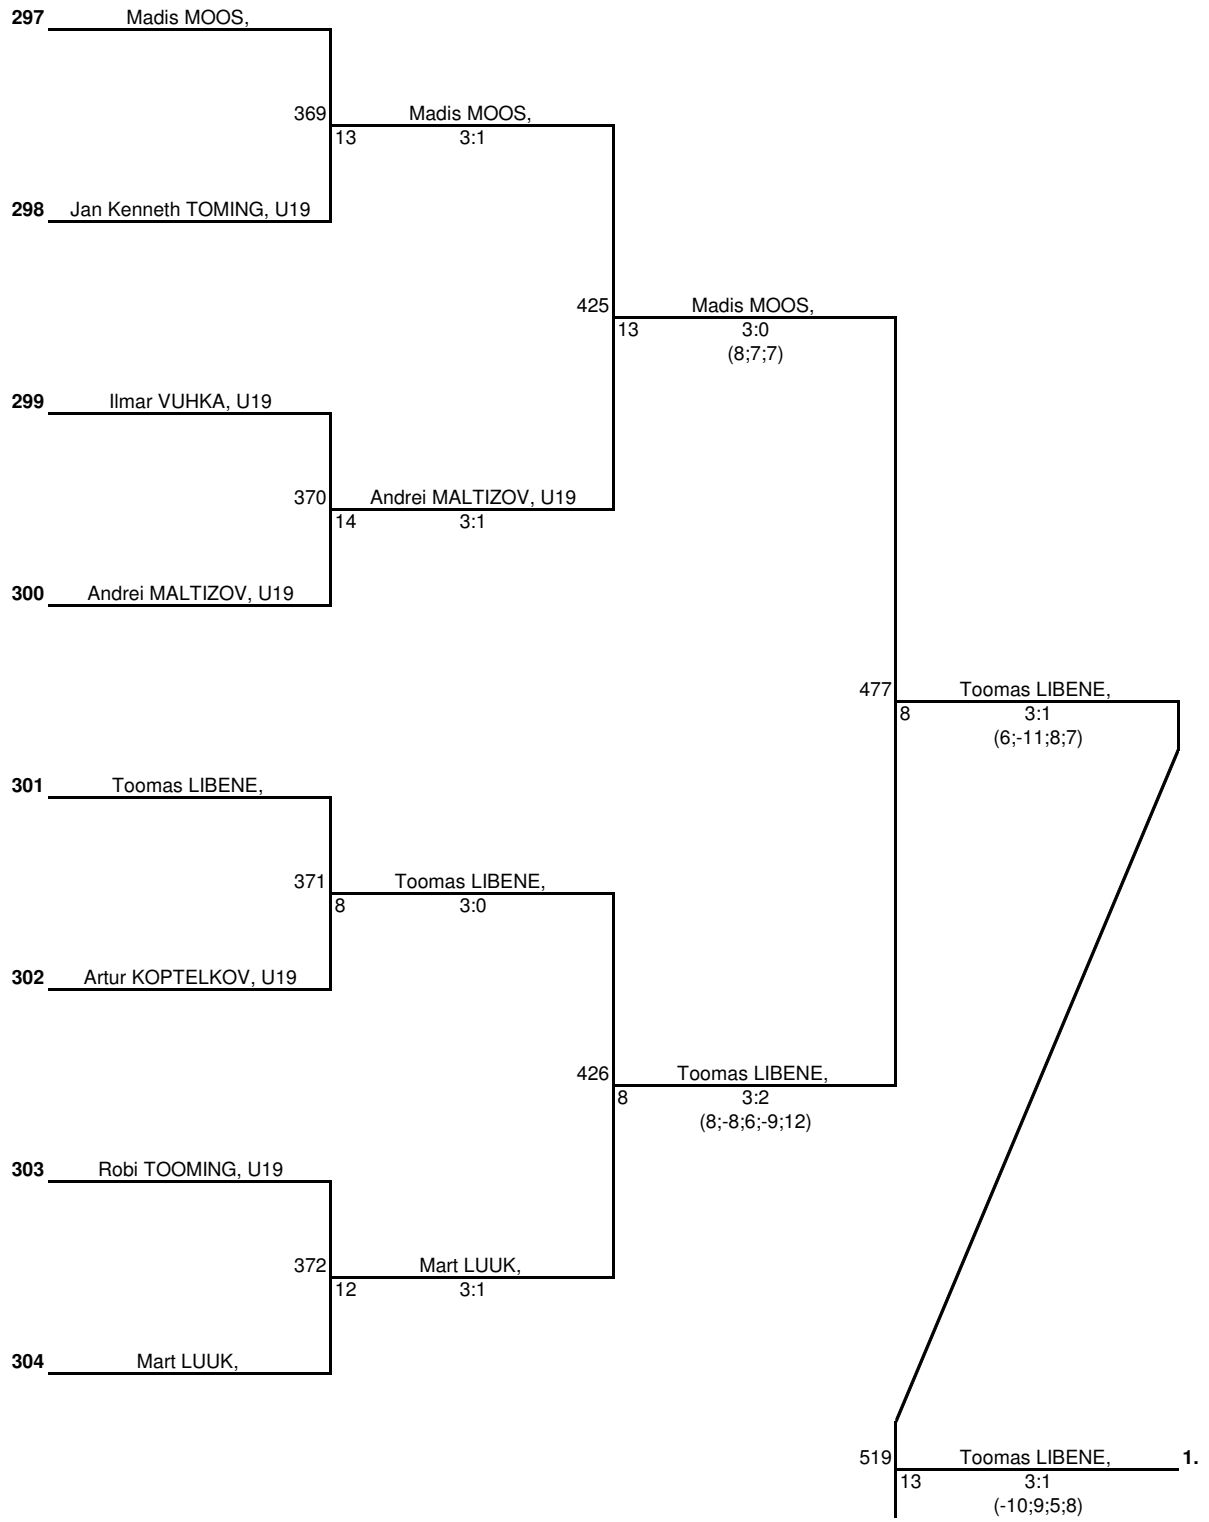 297 Madis MOOS,
369 Madis MOOS,
13 3:1
298 Jan Kenneth TOMING, U19
425 Madis MOOS,
13 3:0
(8;7;7)
299 Ilmar VUHKA, U19
370 Andrei MALTIZOV, U19
14 3:1
300 Andrei MALTIZOV, U19
477 Toomas LIBENE,
8 3:1
(6;-11;8;7)
301 Toomas LIBENE,
371 Toomas LIBENE,
8 3:0
302 Artur KOPTELKOV, U19
426 Toomas LIBENE,
8 3:2
(8;-8;6;-9;12)
303 Robi TOOMING, U19
372 Mart LUUK,
12 3:1
304 Mart LUUK,
519 Toomas LIBENE, 1.
13 3:1
(-10;9;5;8)